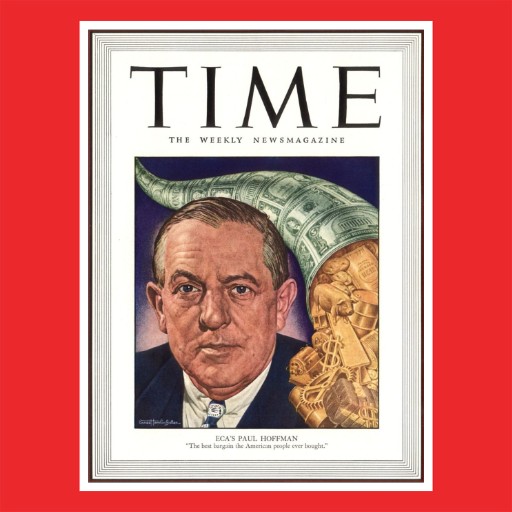 TIME
THE WEEKLY NEWSMAGAZINE
ECA'S PAUL HOFFMAN
"The best bargain the American people ever bought."